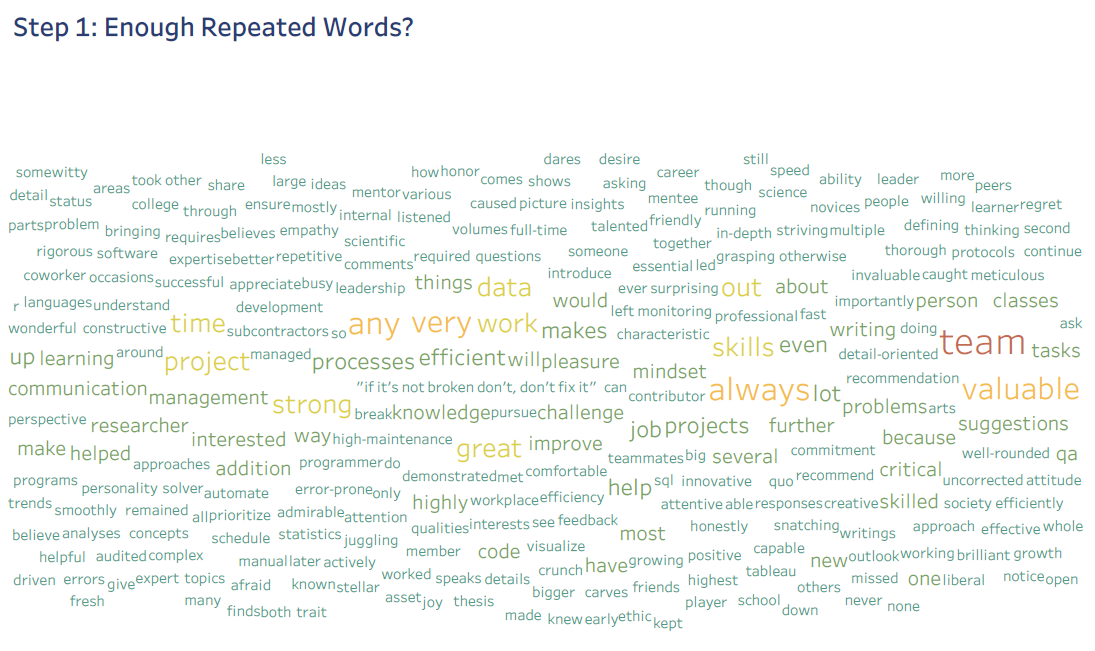 Step 1: Enough Repeated Words?
less dares desire still
somewitty howhonor career speed
took other share large ideas comes shows asking though ability leader more peers
detail status areas mentor various caused picture insights mentee science novices people willing learner regret
college through ensure mostly internal listened talented friendly running
parts problem bringing requires believes empathy volumes full-time in-depth striving multiple defining thinking second
rigorous software expertise better repetitive scientific comments required questions someone together grasping otherwise thorough protocols continue
coworker occasions successful appreciate busy leadership things data introduce essential led ever surprising out about invaluable caught meticulous
r languages understand development would left monitoring professional fast importantly person classes
wonderful constructive time subcontractors so any very work makes characteristic writing doing team ask
up learning around project managed processes efficient will pleasure skills even detail-oriented tasks
communication management "if it's not broken don't, don't fix it" can mindset contributor always lot recommendation valuable
perspective researcher strong break knowledge pursue challenge problems arts suggestions
make helped interested way high-maintenance great improve job projects further because
approaches addition programmer do teammates big several commitment well-rounded qa
programs personality solver automate error-prone only demonstrated met comfortable help sql innovative quo recommend critical uncorrected attitude
trends smoothly remained all prioritize admirable attention highly workplace efficiency attentive able responses creative skilled society efficiently
believe analyses concepts schedule statistics juggling qualities interests see feedback most honestly snatching writings approach effective whole
helpful audited complex manual later actively member code visualize have growing positive capable new outlook working brilliant growth
driven errors give expert topics afraid known stellar worked speaks details crunch friends highest tableau others missed one liberal notice open
fresh many finds both trait asset joy thesis bigger carves player school down never none
made knew early ethic kept